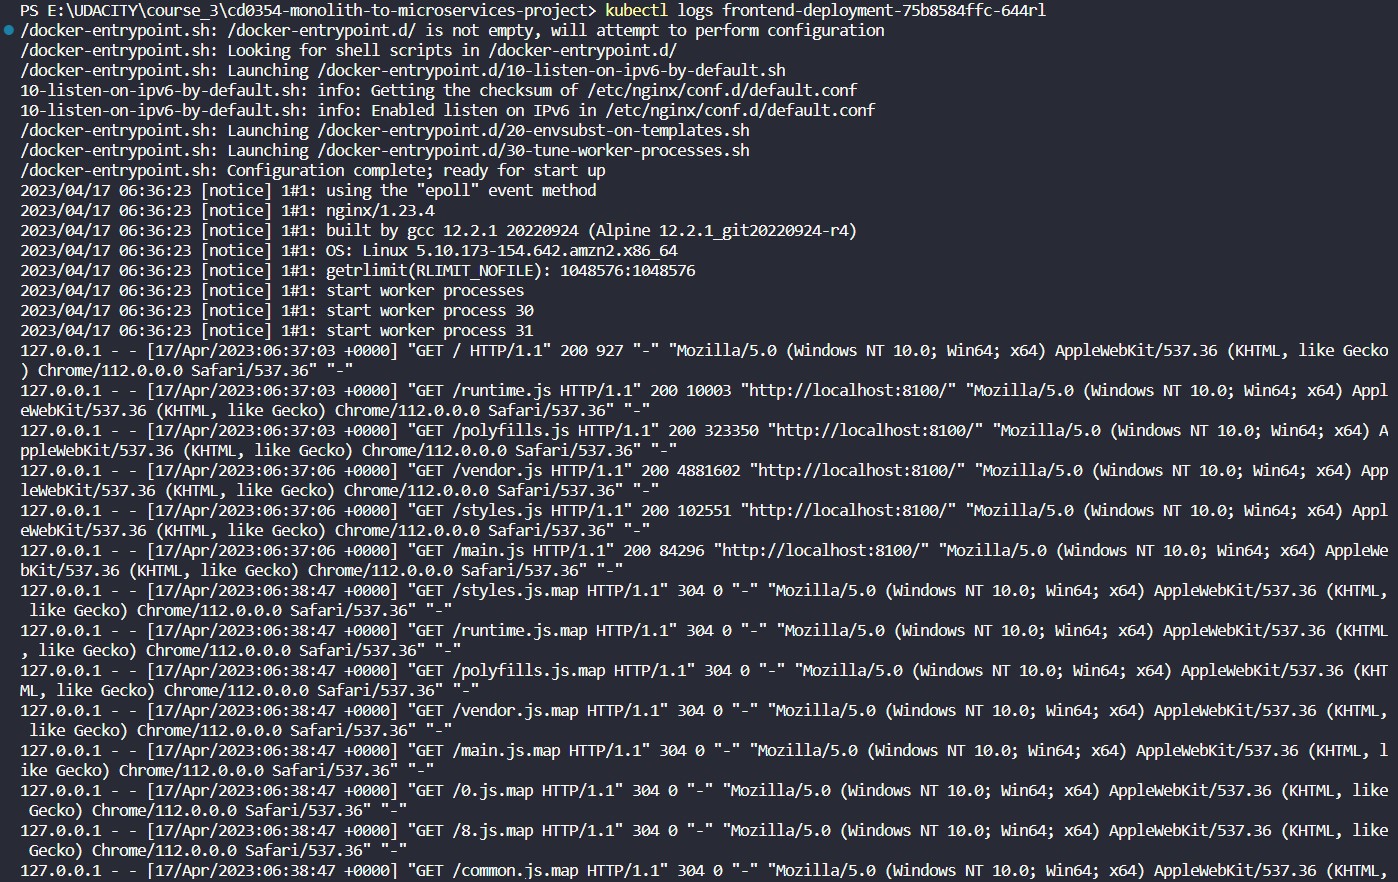 PS E:\UDACITY\course_3\cd0354-monolith-to-microservices-project> kubectl logs frontend-deployment-75b8584ffc-644rl
/docker-entrypoint.sh: /docker-entrypoint.d/ is not empty, will attempt to perform configuration
/docker-entrypoint.sh: Looking for shell scripts in /docker-entrypoint.d/
/docker-entrypoint.sh: Launching /docker-entrypoint.d/10-listen-on-ipv6-by-default.sh
10-listen-on-ipv6-by-default.sh: info: Getting the checksum of /etc/nginx/conf.d/default.conf
10-listen-on-ipv6-by-default.sh: info: Enabled listen on IPv6 in /etc/nginx/conf.d/default.conf
/docker-entrypoint.sh: Launching /docker-entrypoint.d/20-envsubst-on-templates.sh
/docker-entrypoint.sh: Launching /docker-entrypoint.d/30-tune-worker-processes.sh
/docker-entrypoint.sh: Configuration complete; ready for start up
2023/04/17 06:36:23 [notice] 1#1: using the "epoll" event method
2023/04/17 06:36:23 [notice] 1#1: nginx/1.23.4
2023/04/17 06:36:23 [notice] 1#1: built by gcc 12.2.1 20220924 (Alpine 12.2.1_git20220924-r4)
2023/04/17 06:36:23 [notice] 1#1: OS: Linux 5.10.173-154.642.amzn2.x86_64
2023/04/17 06:36:23 [notice] 1#1: getrlimit(RLIMIT_NOFILE): 1048576:1048576
2023/04/17 06:36:23 [notice] 1#1: start worker processes
2023/04/17 06:36:23 [notice] 1#1: start worker process 30
2023/04/17 06:36:23 [notice] 1#1: start worker process 31
127.0.0.1 - - [17/Apr/2023:06:37:03 +0000] "GET / HTTP/1.1" 200 927 "-" "Mozilla/5.0 (Windows NT 10.0; Win64; x64) AppleWebKit/537.36 (KHTML, like Gecko
) Chrome/112.0.0.0 Safari/537.36" "-"
127.0.0.1 - - [17/Apr/2023:06:37:03 +0000] "GET /runtime.js HTTP/1.1" 200 10003 "http://localhost:8100/" "Mozilla/5.0 (Windows NT 10.0; Win64; x64) Appl
eWebKit/537.36 (KHTML, like Gecko) Chrome/112.0.0.0 Safari/537.36" "-"
127.0.0.1 - - [17/Apr/2023:06:37:03 +0000] "GET /polyfills.js HTTP/1.1" 200 323350 "http://localhost:8100/" "Mozilla/5.0 (Windows NT 10.0; Win64; x64) A
ppleWebKit/537.36 (KHTML, like Gecko) Chrome/112.0.0.0 Safari/537.36" "-"
127.0.0.1 - - [17/Apr/2023:06:37:06 +0000] "GET /vendor.js HTTP/1.1" 200 4881602 "http://localhost:8100/" "Mozilla/5.0 (Windows NT 10.0; Win64; x64) App
leWebKit/537.36 (KHTML, like Gecko) Chrome/112.0.0.0 Safari/537.36" "-"
127.0.0.1 - - [17/Apr/2023:06:37:06 +0000] "GET /styles.js HTTP/1.1" 200 102551 "http://localhost:8100/" "Mozilla/5.0 (Windows NT 10.0; Win64; x64) Appl
eWebKit/537.36 (KHTML, like Gecko) Chrome/112.0.0.0 Safari/537.36" "-"
127.0.0.1 - - [17/Apr/2023:06:37:06 +0000] "GET /main.js HTTP/1.1" 200 84296 "http://localhost:8100/" "Mozilla/5.0 (Windows NT 10.0; Win64; x64) AppleWe
bKit/537.36 (KHTML, like Gecko) Chrome/112.0.0.0 Safari/537.36" "-"
127.0.0.1 - - [17/Apr/2023:06:38:47 +0000] "GET /styles.js.map HTTP/1.1" 304 0 "-" "Mozilla/5.0 (Windows NT 10.0; Win64; x64) AppleWebKit/537.36 (KHTML,
 like Gecko) Chrome/112.0.0.0 Safari/537.36" "-"
127.0.0.1 - - [17/Apr/2023:06:38:47 +0000] "GET /runtime.js.map HTTP/1.1" 304 0 "-" "Mozilla/5.0 (Windows NT 10.0; Win64; x64) AppleWebKit/537.36 (KHTML
, like Gecko) Chrome/112.0.0.0 Safari/537.36" "-"
127.0.0.1 - - [17/Apr/2023:06:38:47 +0000] "GET /polyfills.js.map HTTP/1.1" 304 0 "-" "Mozilla/5.0 (Windows NT 10.0; Win64; x64) AppleWebKit/537.36 (KHT
ML, like Gecko) Chrome/112.0.0.0 Safari/537.36" "-"
127.0.0.1 - - [17/Apr/2023:06:38:47 +0000] "GET /vendor.js.map HTTP/1.1" 304 0 "-" "Mozilla/5.0 (Windows NT 10.0; Win64; x64) AppleWebKit/537.36 (KHTML,
 like Gecko) Chrome/112.0.0.0 Safari/537.36" "-"
127.0.0.1 - - [17/Apr/2023:06:38:47 +0000] "GET /main.js.map HTTP/1.1" 304 0 "-" "Mozilla/5.0 (Windows NT 10.0; Win64; x64) AppleWebKit/537.36 (KHTML, l
ike Gecko) Chrome/112.0.0.0 Safari/537.36" "-"
127.0.0.1 - - [17/Apr/2023:06:38:47 +0000] "GET /0.js.map HTTP/1.1" 304 0 "-" "Mozilla/5.0 (Windows NT 10.0; Win64; x64) AppleWebKit/537.36 (KHTML, like
 Gecko) Chrome/112.0.0.0 Safari/537.36" "-"
127.0.0.1 - - [17/Apr/2023:06:38:47 +0000] "GET /8.js.map HTTP/1.1" 304 0 "-" "Mozilla/5.0 (Windows NT 10.0; Win64; x64) AppleWebKit/537.36 (KHTML, like
 Gecko) Chrome/112.0.0.0 Safari/537.36" "-"
127.0.0.1 - - [17/Apr/2023:06:38:47 +0000] "GET /common.js.map HTTP/1.1" 304 0 "-" "Mozilla/5.0 (Windows NT 10.0; Win64; x64) AppleWebKit/537.36 (KHTML,